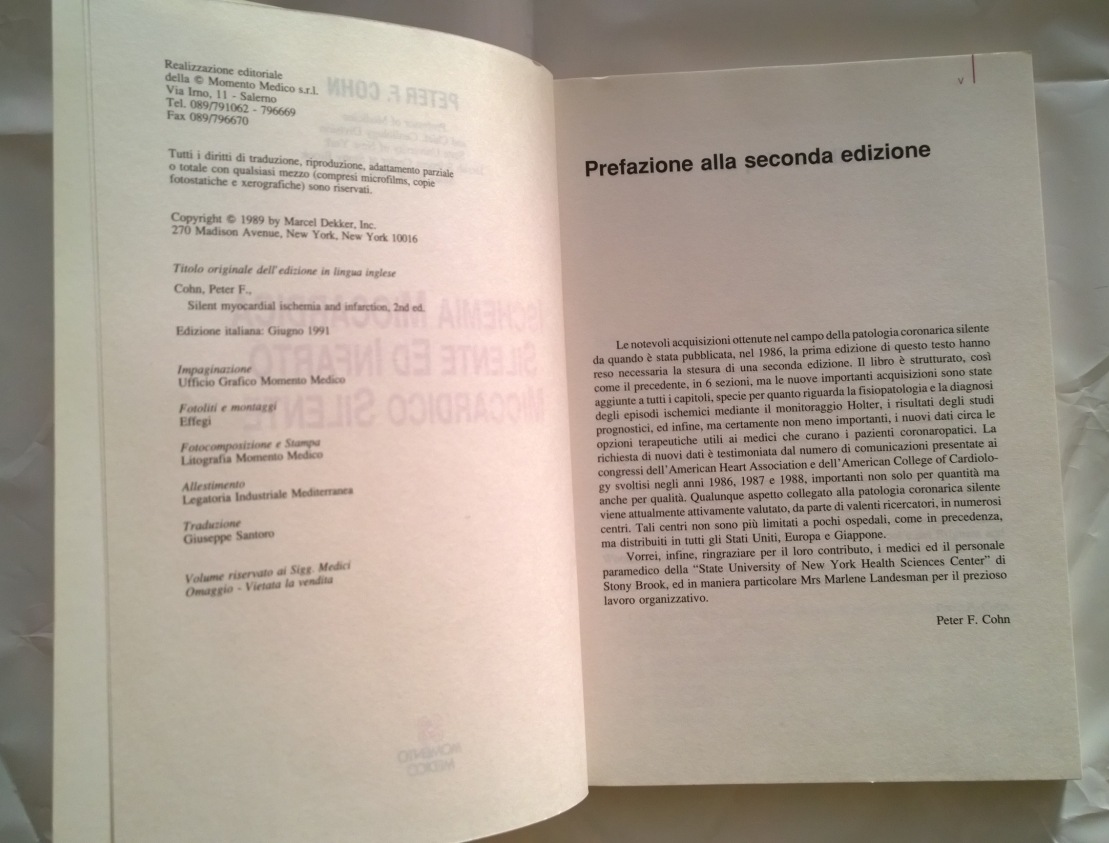 Realizzazione editoriale
della © Momento Medico s.r.l.
Via Irno, 11 - Salerno
Tel. 089/791062 - 796669
Fax 089/796670
Tutti i diritti di traduzione, riproduzione, adattamento parziale
o totale con qualsiasi mezzo (compresi microfilms, copie
fotostatiche e xerografiche) sono riservati.
Copyright © 1989 by Marcel Dekker, Inc.
270 Madison Avenue, New York, New York 10016
Titolo originale dell'edizione in lingua inglese
Cohn, Peter F.,
Silent myocardial ischemia and infarction, 2nd ed.
Edizione italiana: Giugno 1991
Impaginazione
Ufficio Grafico Momento Medico
Fotoliti e montaggi
Effegi
Fotocomposizione e Stampa
Litografia Momento Medico
Allestimento
Legatoria Industriale Mediterranea
Traduzione
Giuseppe Santoro
Volume riservato ai Sigg. Medici
Omaggio - Vietata la vendita
V
Prefazione alla seconda edizione
Le notevoli acquisizioni ottenute nel campo della patologia coronarica silente
da quando è stata pubblicata, nel 1986, la prima edizione di questo testo hanno
reso necessaria la stesura di una seconda edizione. Il libro è strutturato, così
come il precedente, in 6 sezioni, ma le nuove importanti acquisizioni sono state
aggiunte a tutti i capitoli, specie per quanto riguarda la fisiopatologia e la diagnosi
degli episodi ischemici mediante il monitoraggio Holter, i risultati degli studi
prognostici, ed infine, ma certamente non meno importanti, i nuovi dati circa le
opzioni terapeutiche utili ai medici che curano i pazienti coronaropatici. La
richiesta di nuovi dati è testimoniata dal numero di comunicazioni presentate ai
congressi dell'American Heart Association e dell'American College of Cardiolo-
gy svoltisi negli anni 1986, 1987 e 1988, importanti non solo per quantità ma
anche per qualità. Qualunque aspetto collegato alla patologia coronarica silente
viene attualmente attivamente valutato, da parte di valenti ricercatori, in numerosi
centri. Tali centri non sono più limitati a pochi ospedali, come in precedenza,
ma distribuiti in tutti gli Stati Uniti, Europa e Giappone.
Vorrei, infine, ringraziare per il loro contributo, i medici ed il personale
paramedico della "State University of New York Health Sciences Center" di
Stony Brook, ed in maniera particolare Mrs Marlene Landesman per il prezioso
lavoro organizzativo.
Peter F. Cohn